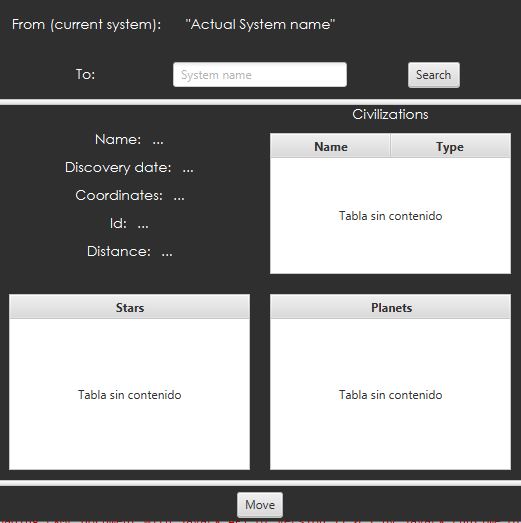 From (current system): "Actual System name"
To: System name Search
Civilizations
Name: ...
Discovery date: ...
Coordinates: ...
Id: ...
Distance: ...
Name Type
Tabla sin contenido
Stars
Tabla sin contenido
Planets
Tabla sin contenido
Move